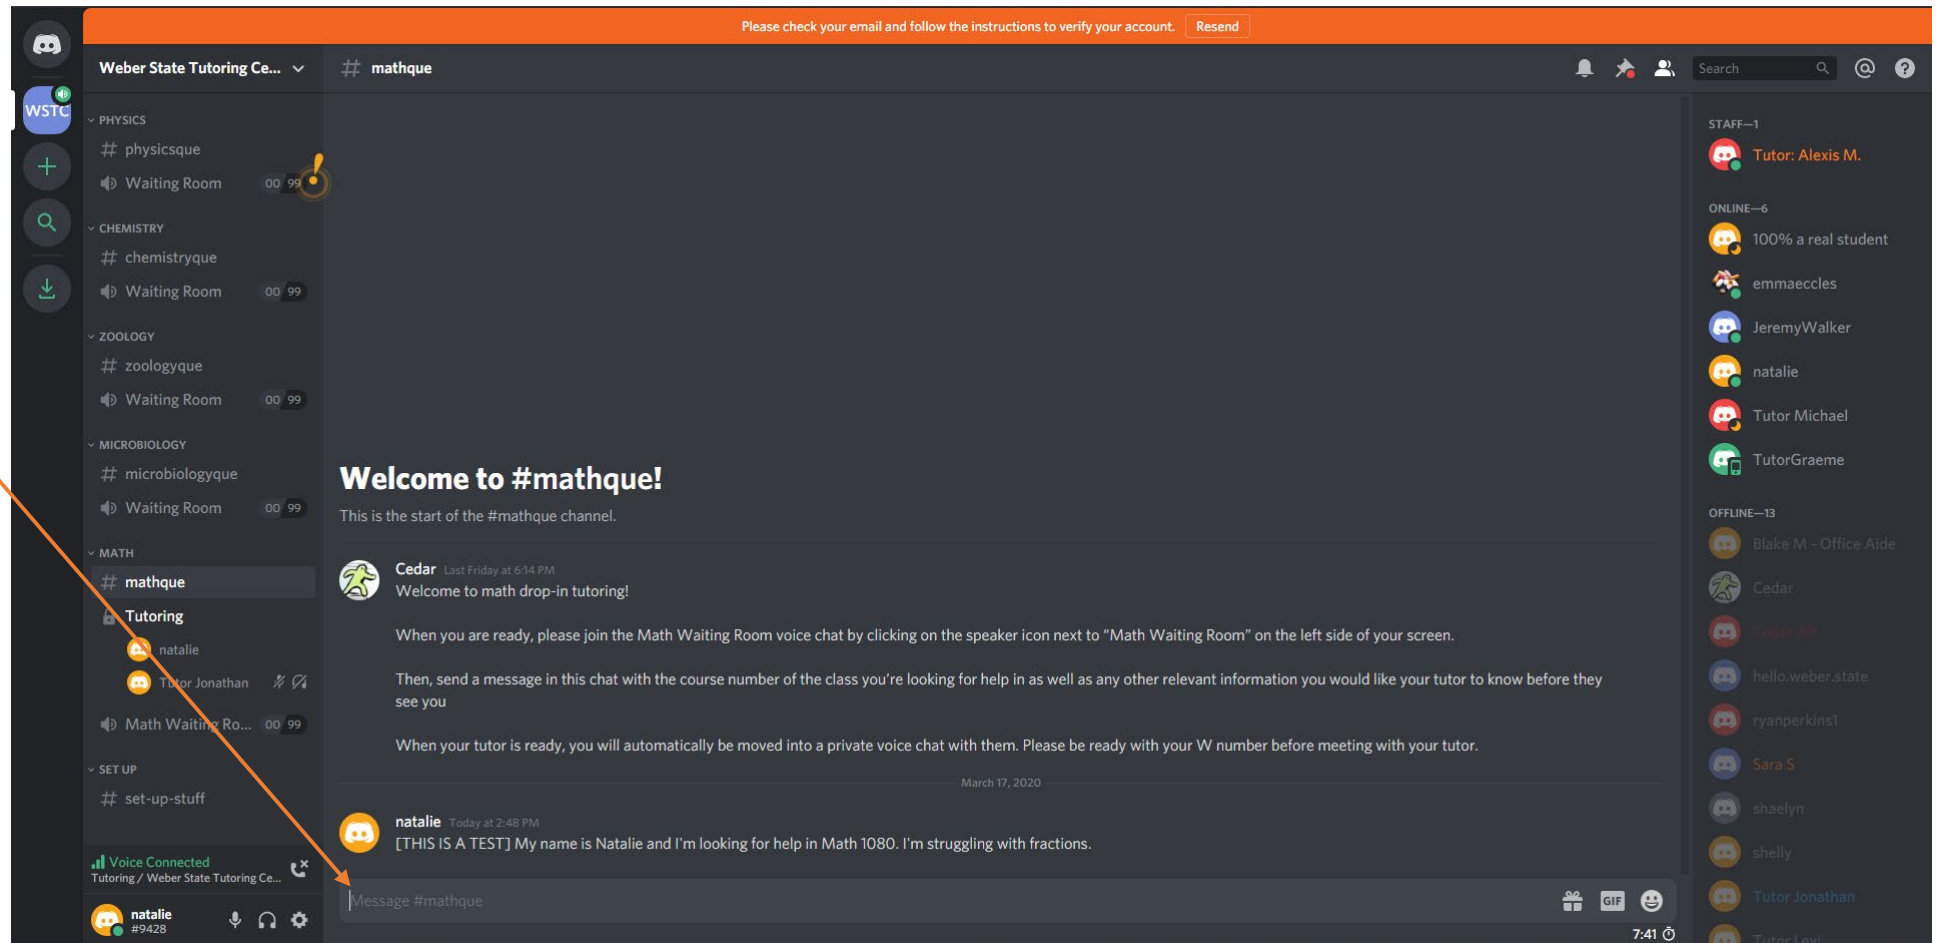 Please check your email and follow the instructions to verify your account. Resend
WSTC
Weber State Tutoring Ce...
# mathque
Search
PHYSICS
# physicsque
Waiting Room 00 99
CHEMISTRY
# chemistryque
Waiting Room 00 99
ZOOLOGY
# zoologyque
Waiting Room 00 99
MICROBIOLOGY
# microbiologyque
Waiting Room 00 99
MATH
# mathque
Tutoring
natalie
Tutor Jonathan
Math Waiting Ro... 00 99
SET UP
# set-up-stuff
Voice Connected
Tutoring / Weber State Tutoring Ce...
natalie
#9428
Welcome to #mathque!
This is the start of the #mathque channel.
Cedar Last Friday at 6:14 PM
Welcome to math drop-in tutoring!
When you are ready, please join the Math Waiting Room voice chat by clicking on the speaker icon next to “Math Waiting Room” on the left side of your screen.
Then, send a message in this chat with the course number of the class you’re looking for help in as well as any other relevant information you would like your tutor to know before they
see you
When your tutor is ready, you will automatically be moved into a private voice chat with them. Please be ready with your W number before meeting with your tutor.
March 17, 2020
natalie Today at 2:48 PM
[THIS IS A TEST] My name is Natalie and I'm looking for help in Math 1080. I'm struggling with fractions.
Message #mathque
GIF
7:41
STAFF—1
Tutor: Alexis M.
ONLINE—6
100% a real student
emmaeccles
JeremyWalker
natalie
Tutor Michael
TutorGraeme
OFFLINE—13
Blake M - Office Aide
Cedar
hello.weber.state
ryanperkins1
Sara S
shaelyn
shelly
Tutor Jonathan
Tutor Levi